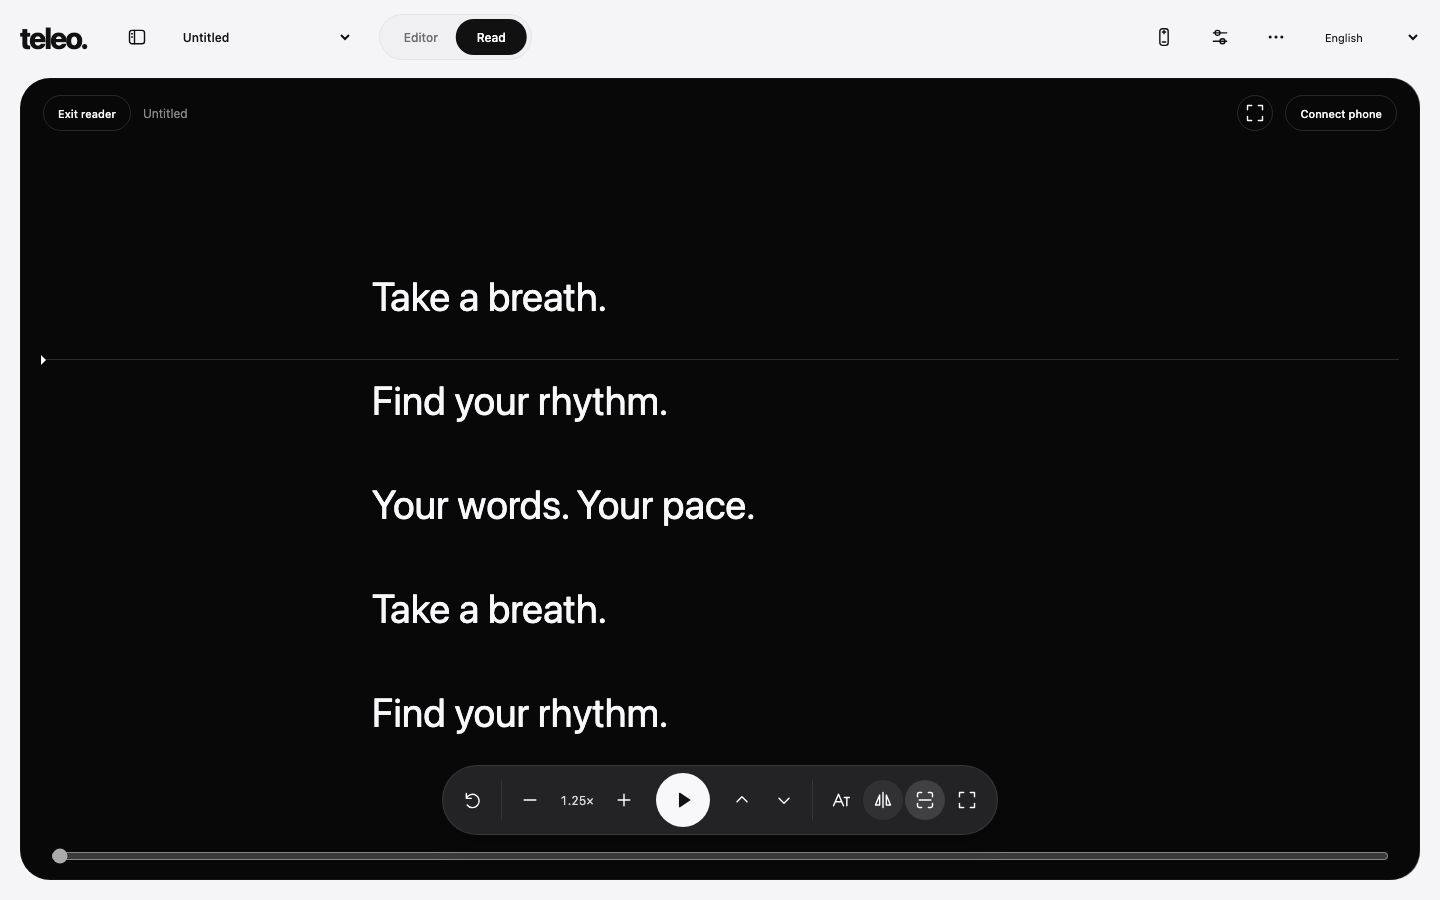 teleo.
Untitled
Editor
Read
English
Exit reader
Untitled
Connect phone
Take a breath.
Find your rhythm.
Your words. Your pace.
Take a breath.
Find your rhythm.
1.25×
AT